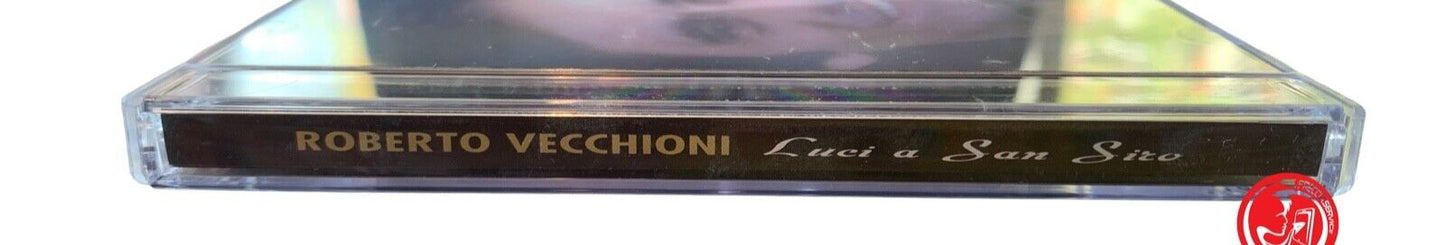 ROBERTO VECCHIONI Luci a San Siro